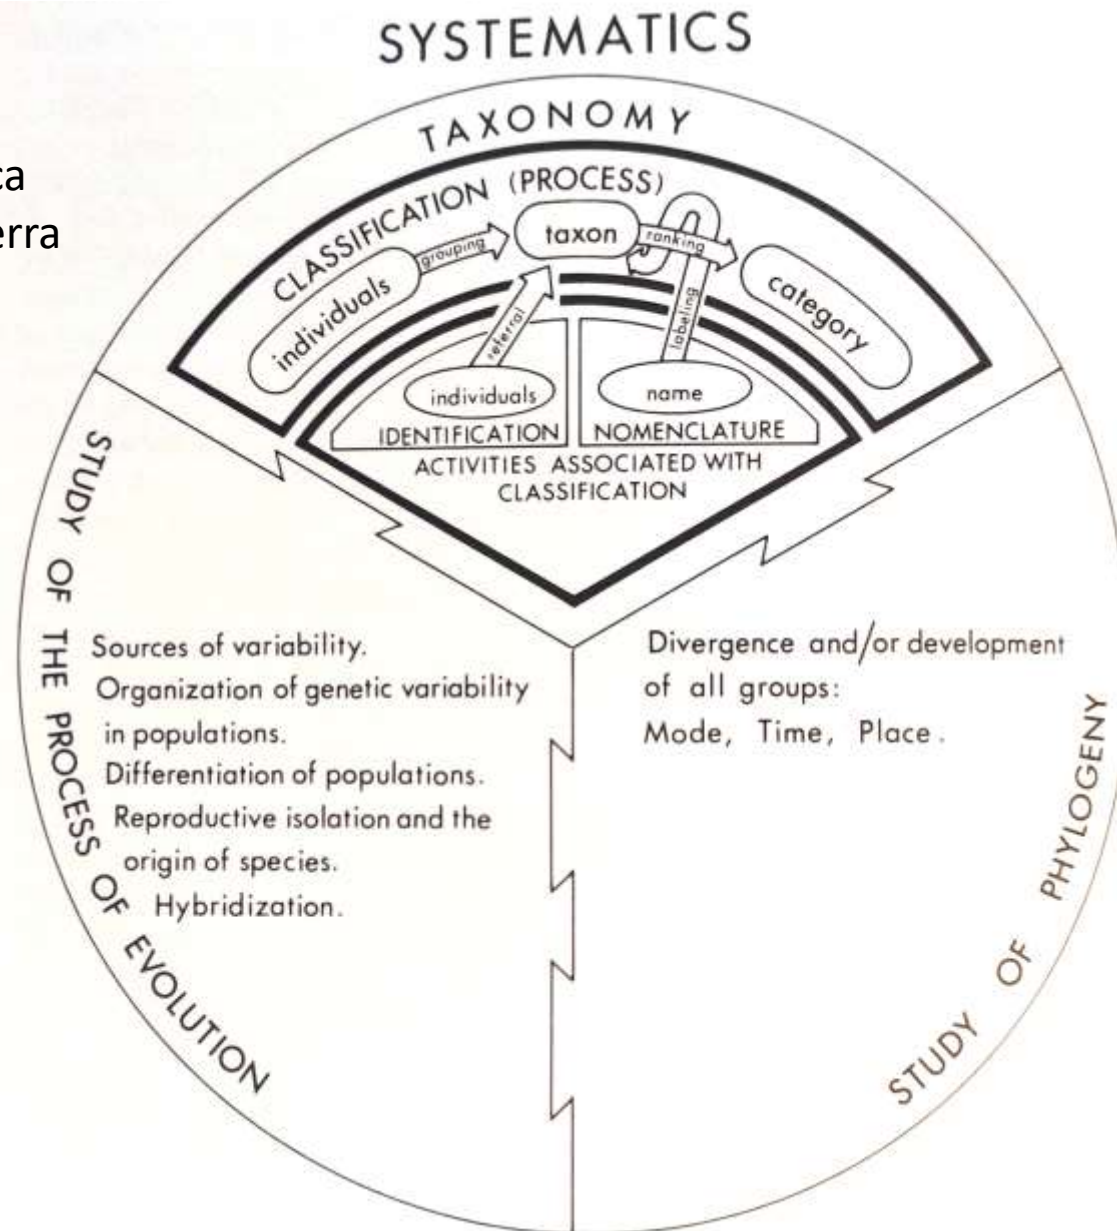 SYSTEMATICS
ca
erra
TAXONOMY
CLASSIFICATION (PROCESS)
individuals
grouping
taxon
ranking
category
referral
labeling
individuals
name
IDENTIFICATION
NOMENCLATURE
ACTIVITIES ASSOCIATED WITH
CLASSIFICATION
STUDY OF THE PROCESS OF EVOLUTION
Sources of variability.
Organization of genetic variability
in populations.
Differentiation of populations.
Reproductive isolation and the
origin of species.
Hybridization.
Divergence and/or development
of all groups:
Mode, Time, Place.
STUDY OF PHYLOGENY